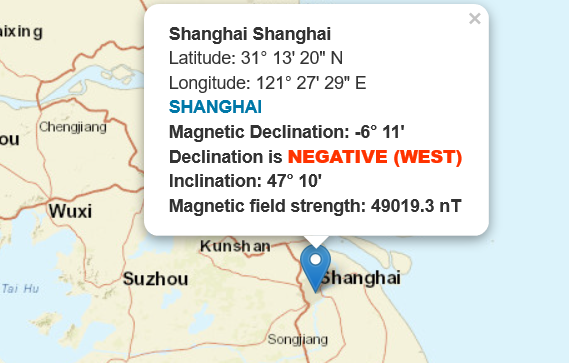 ixing
×
Shanghai Shanghai
Latitude: 31° 13' 20" N
Longitude: 121° 27' 29" E
SHANGHAI
Magnetic Declination: -6° 11'
Declination is NEGATIVE (WEST)
Inclination: 47° 10'
Magnetic field strength: 49019.3 nT
Chengjiang
ou
Wuxi
Kunshan
Suzhou
Shanghai
Tai Hu
Songjiang